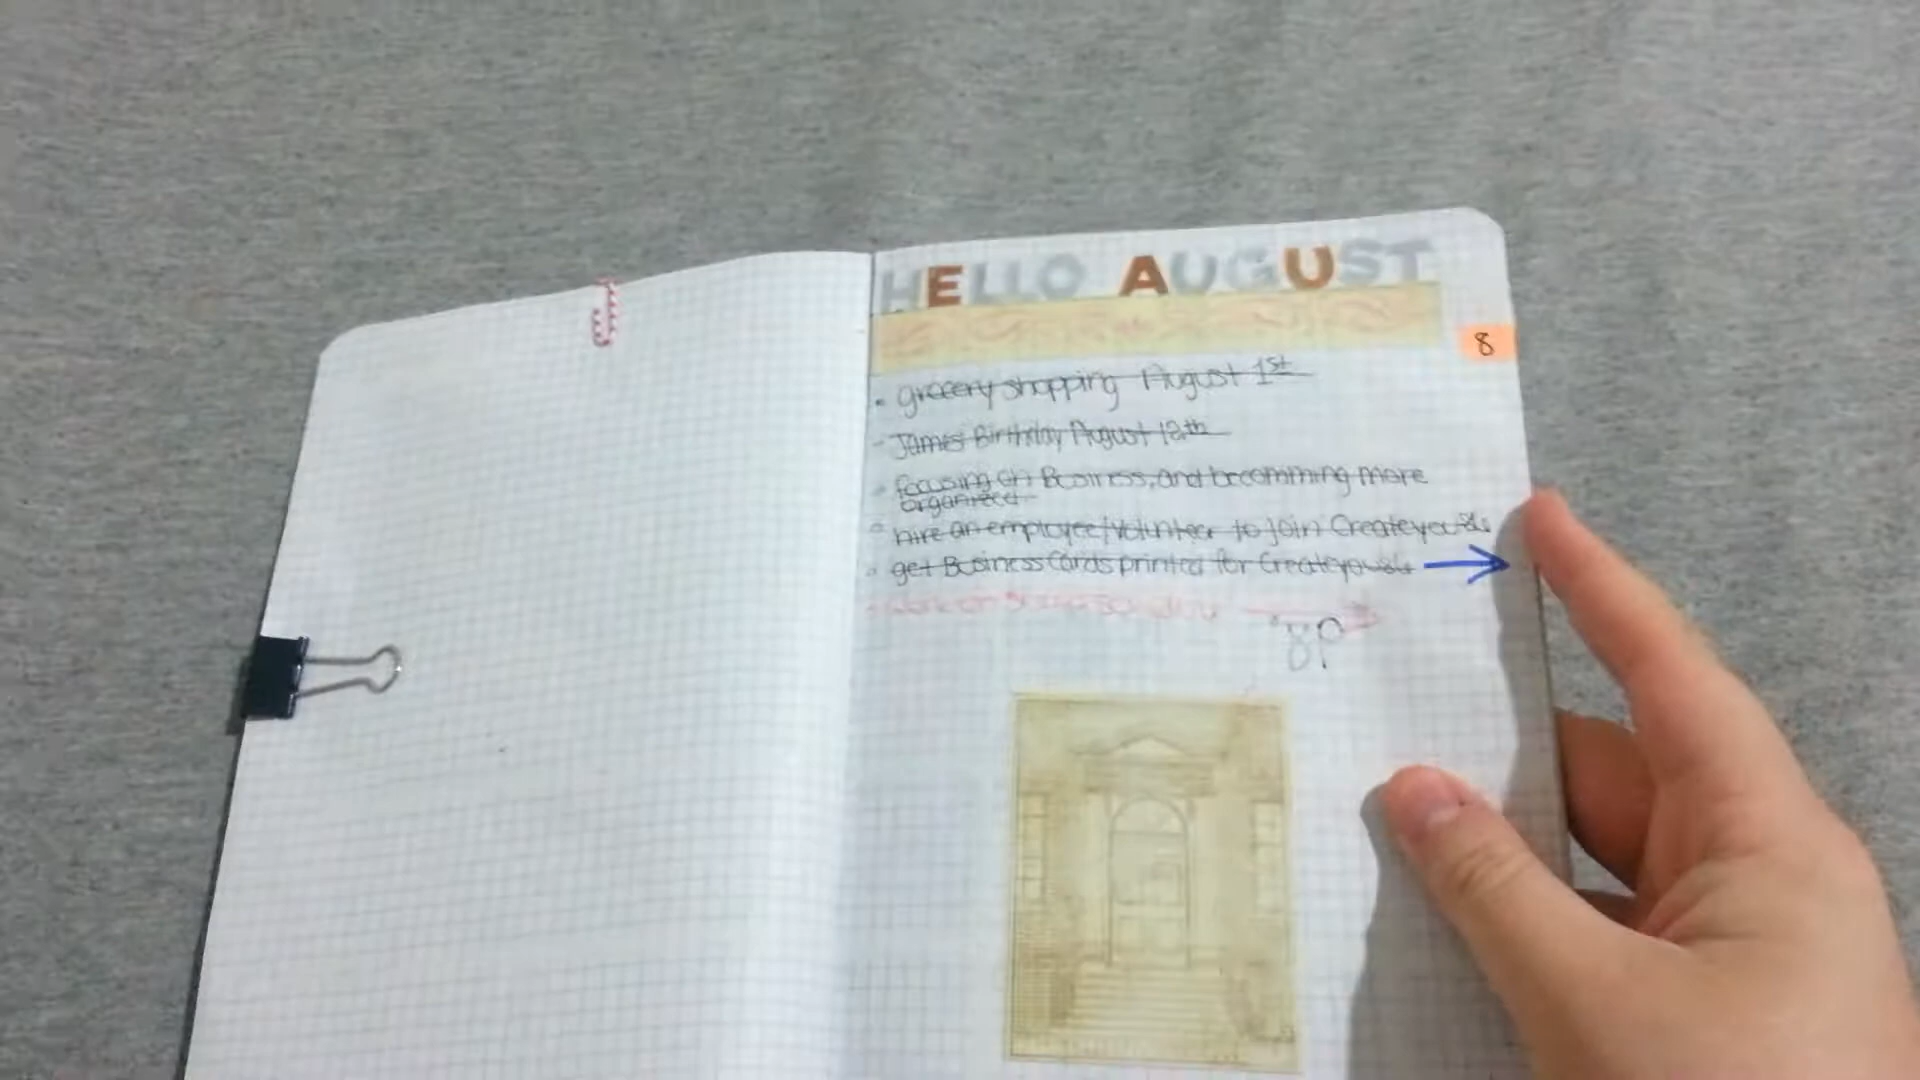 HELLO AUGUST
8
grocery shopping August 1st
James Birthday August 12th
focusing on Business, and becomming more
organized
hire an employee/volunteer to join Createyou
get Business Cards printed for Createyou